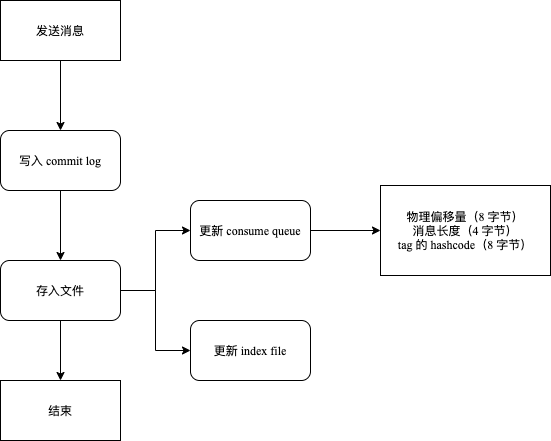 发送消息
写入 commit log
存入文件
结束
更新 consume queue
更新 index file
物理偏移量（8 字节）
消息长度（4 字节）
tag 的 hashcode（8 字节）